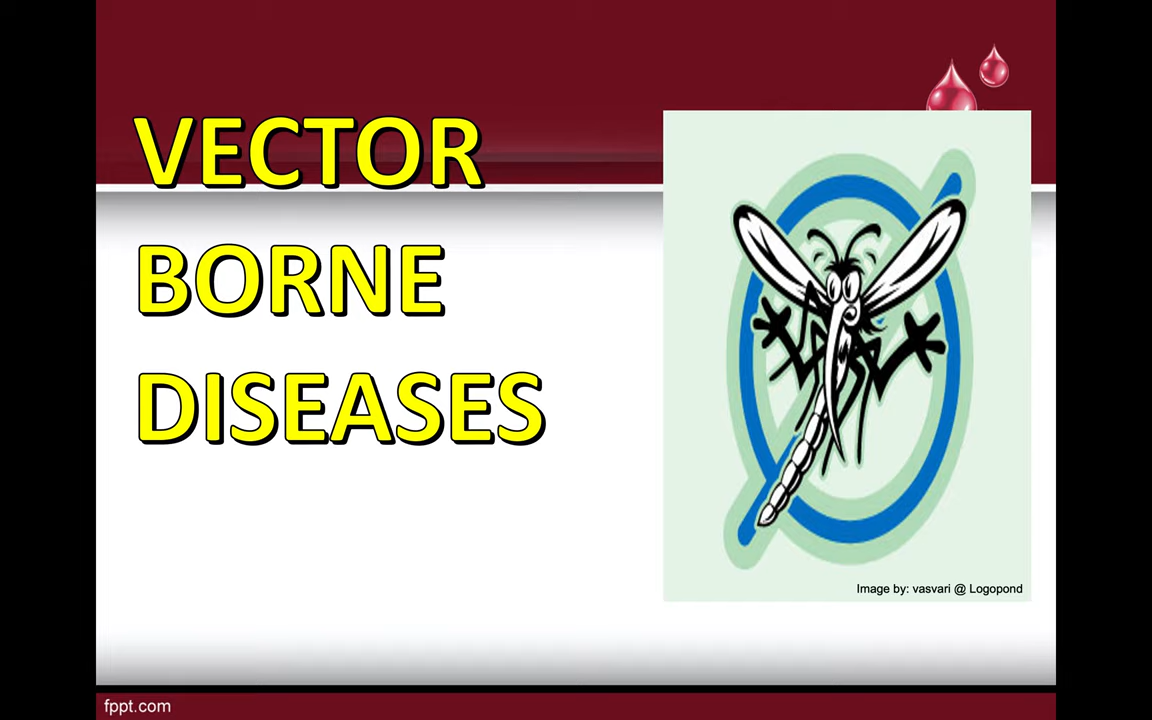 VECTOR
BORNE
DISEASES
Image by: vasvari @ Logopond
fppt.com